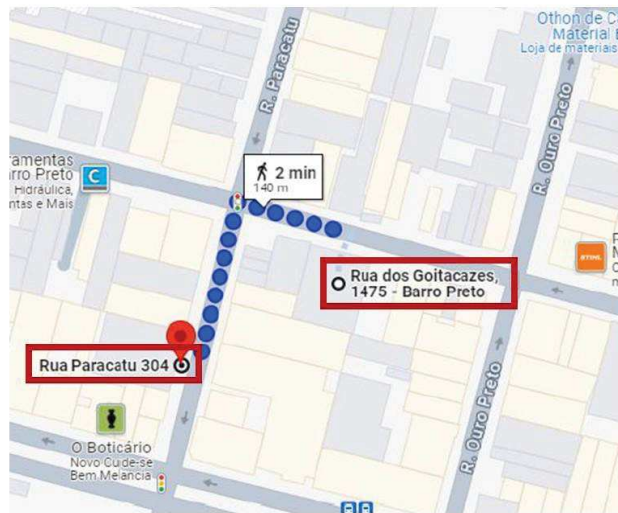 Othon de C
Material E
Loja de materiais
R. Paracatu
R. Ouro Preto
ramentas
rro Preto
Hidráulica,
ntas e Mais
C
2 min
140 m
STIHL
Rua dos Goitacazes,
1475 - Barro Preto
Rua Paracatu 304
O Boticário
Novo Cuide-se
Bem Melancia
R. Ouro Preto